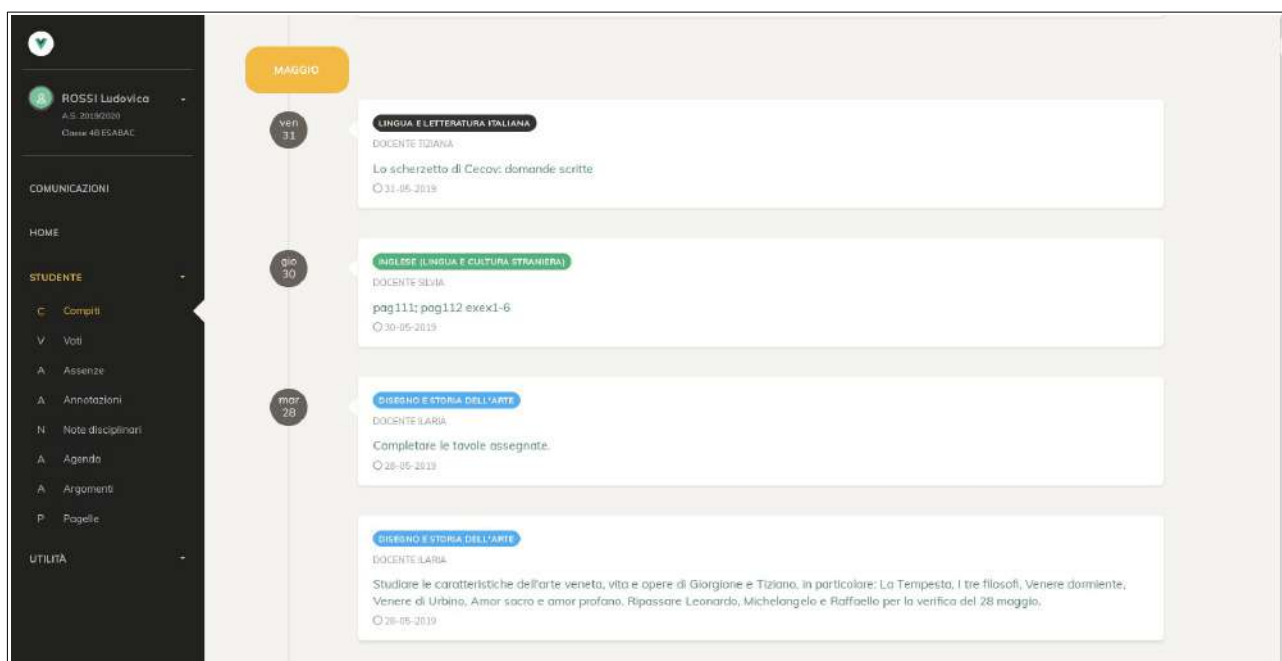 ROSSI Ludovica
A.S. 2019/2020
Classe 4B ESABAC
COMUNICAZIONI
HOME
STUDENTE
C Compiti
V Voti
A Assenze
A Annotazioni
N Note disciplinari
A Agenda
A Argomenti
P Pagelle
UTILITÀ
MAGGIO
ven
31
LINGUA E LETTERATURA ITALIANA
DOCENTE TIZIANA
Lo scherzetto di Cecov: domande scritte
31-05-2019
gio
30
INGLESE (LINGUA E CULTURA STRANIERA)
DOCENTE SILVIA
pag111; pag112 exex1-6
30-05-2019
mar
28
DISEGNO E STORIA DELL'ARTE
DOCENTE ILARIA
Completare le tavole assegnate.
28-05-2019
DISEGNO E STORIA DELL'ARTE
DOCENTE ILARIA
Studiare le caratteristiche dell'arte veneta, vita e opere di Giorgione e Tiziano, in particolare: La Tempesta, I tre filosofi, Venere dormiente,
Venere di Urbino, Amor sacro e amor profano. Ripassare Leonardo, Michelangelo e Raffaello per la verifica del 28 maggio.
28-05-2019